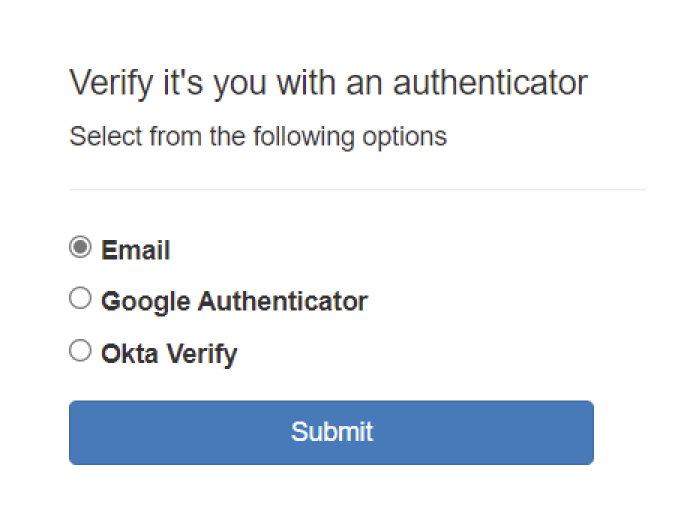 Verify it's you with an authenticator
Select from the following options
Email
Google Authenticator
Okta Verify
Submit